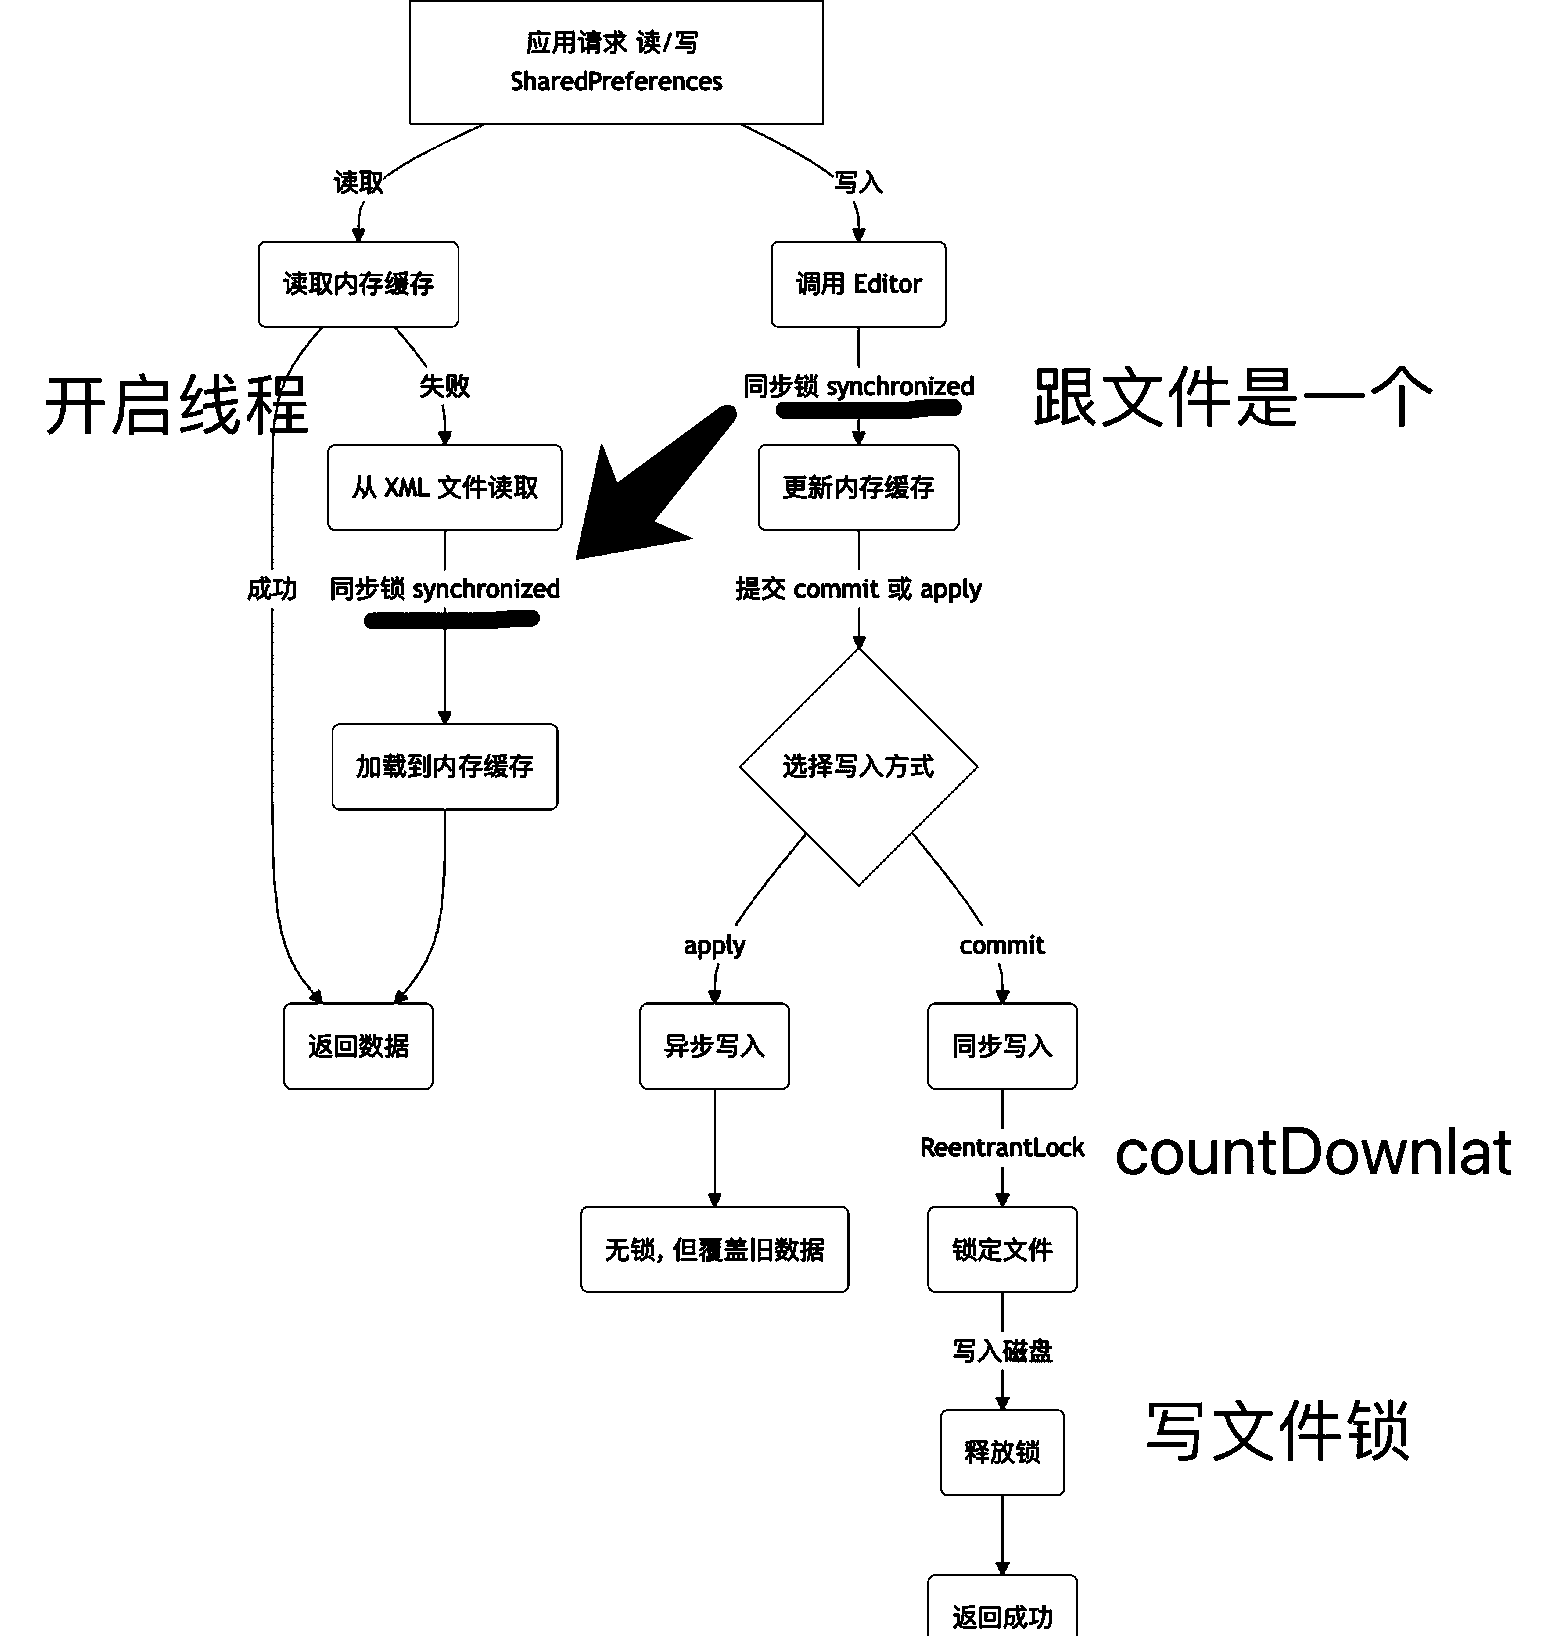 应用请求 读/写
SharedPreferences
读取
写入
读取内存缓存
调用 Editor
开启线程
失败
同步锁 synchronized
跟文件是一个
从 XML 文件读取
更新内存缓存
成功
同步锁 synchronized
提交 commit 或 apply
加载到内存缓存
选择写入方式
apply
commit
返回数据
异步写入
同步写入
ReentrantLock
countDownlat
无锁, 但覆盖旧数据
锁定文件
写入磁盘
写文件锁
释放锁
返回成功